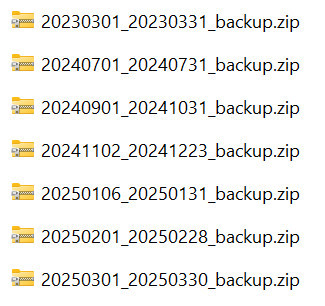 20230301_20230331_backup.zip
20240701_20240731_backup.zip
20240901_20241031_backup.zip
20241102_20241223_backup.zip
20250106_20250131_backup.zip
20250201_20250228_backup.zip
20250301_20250330_backup.zip